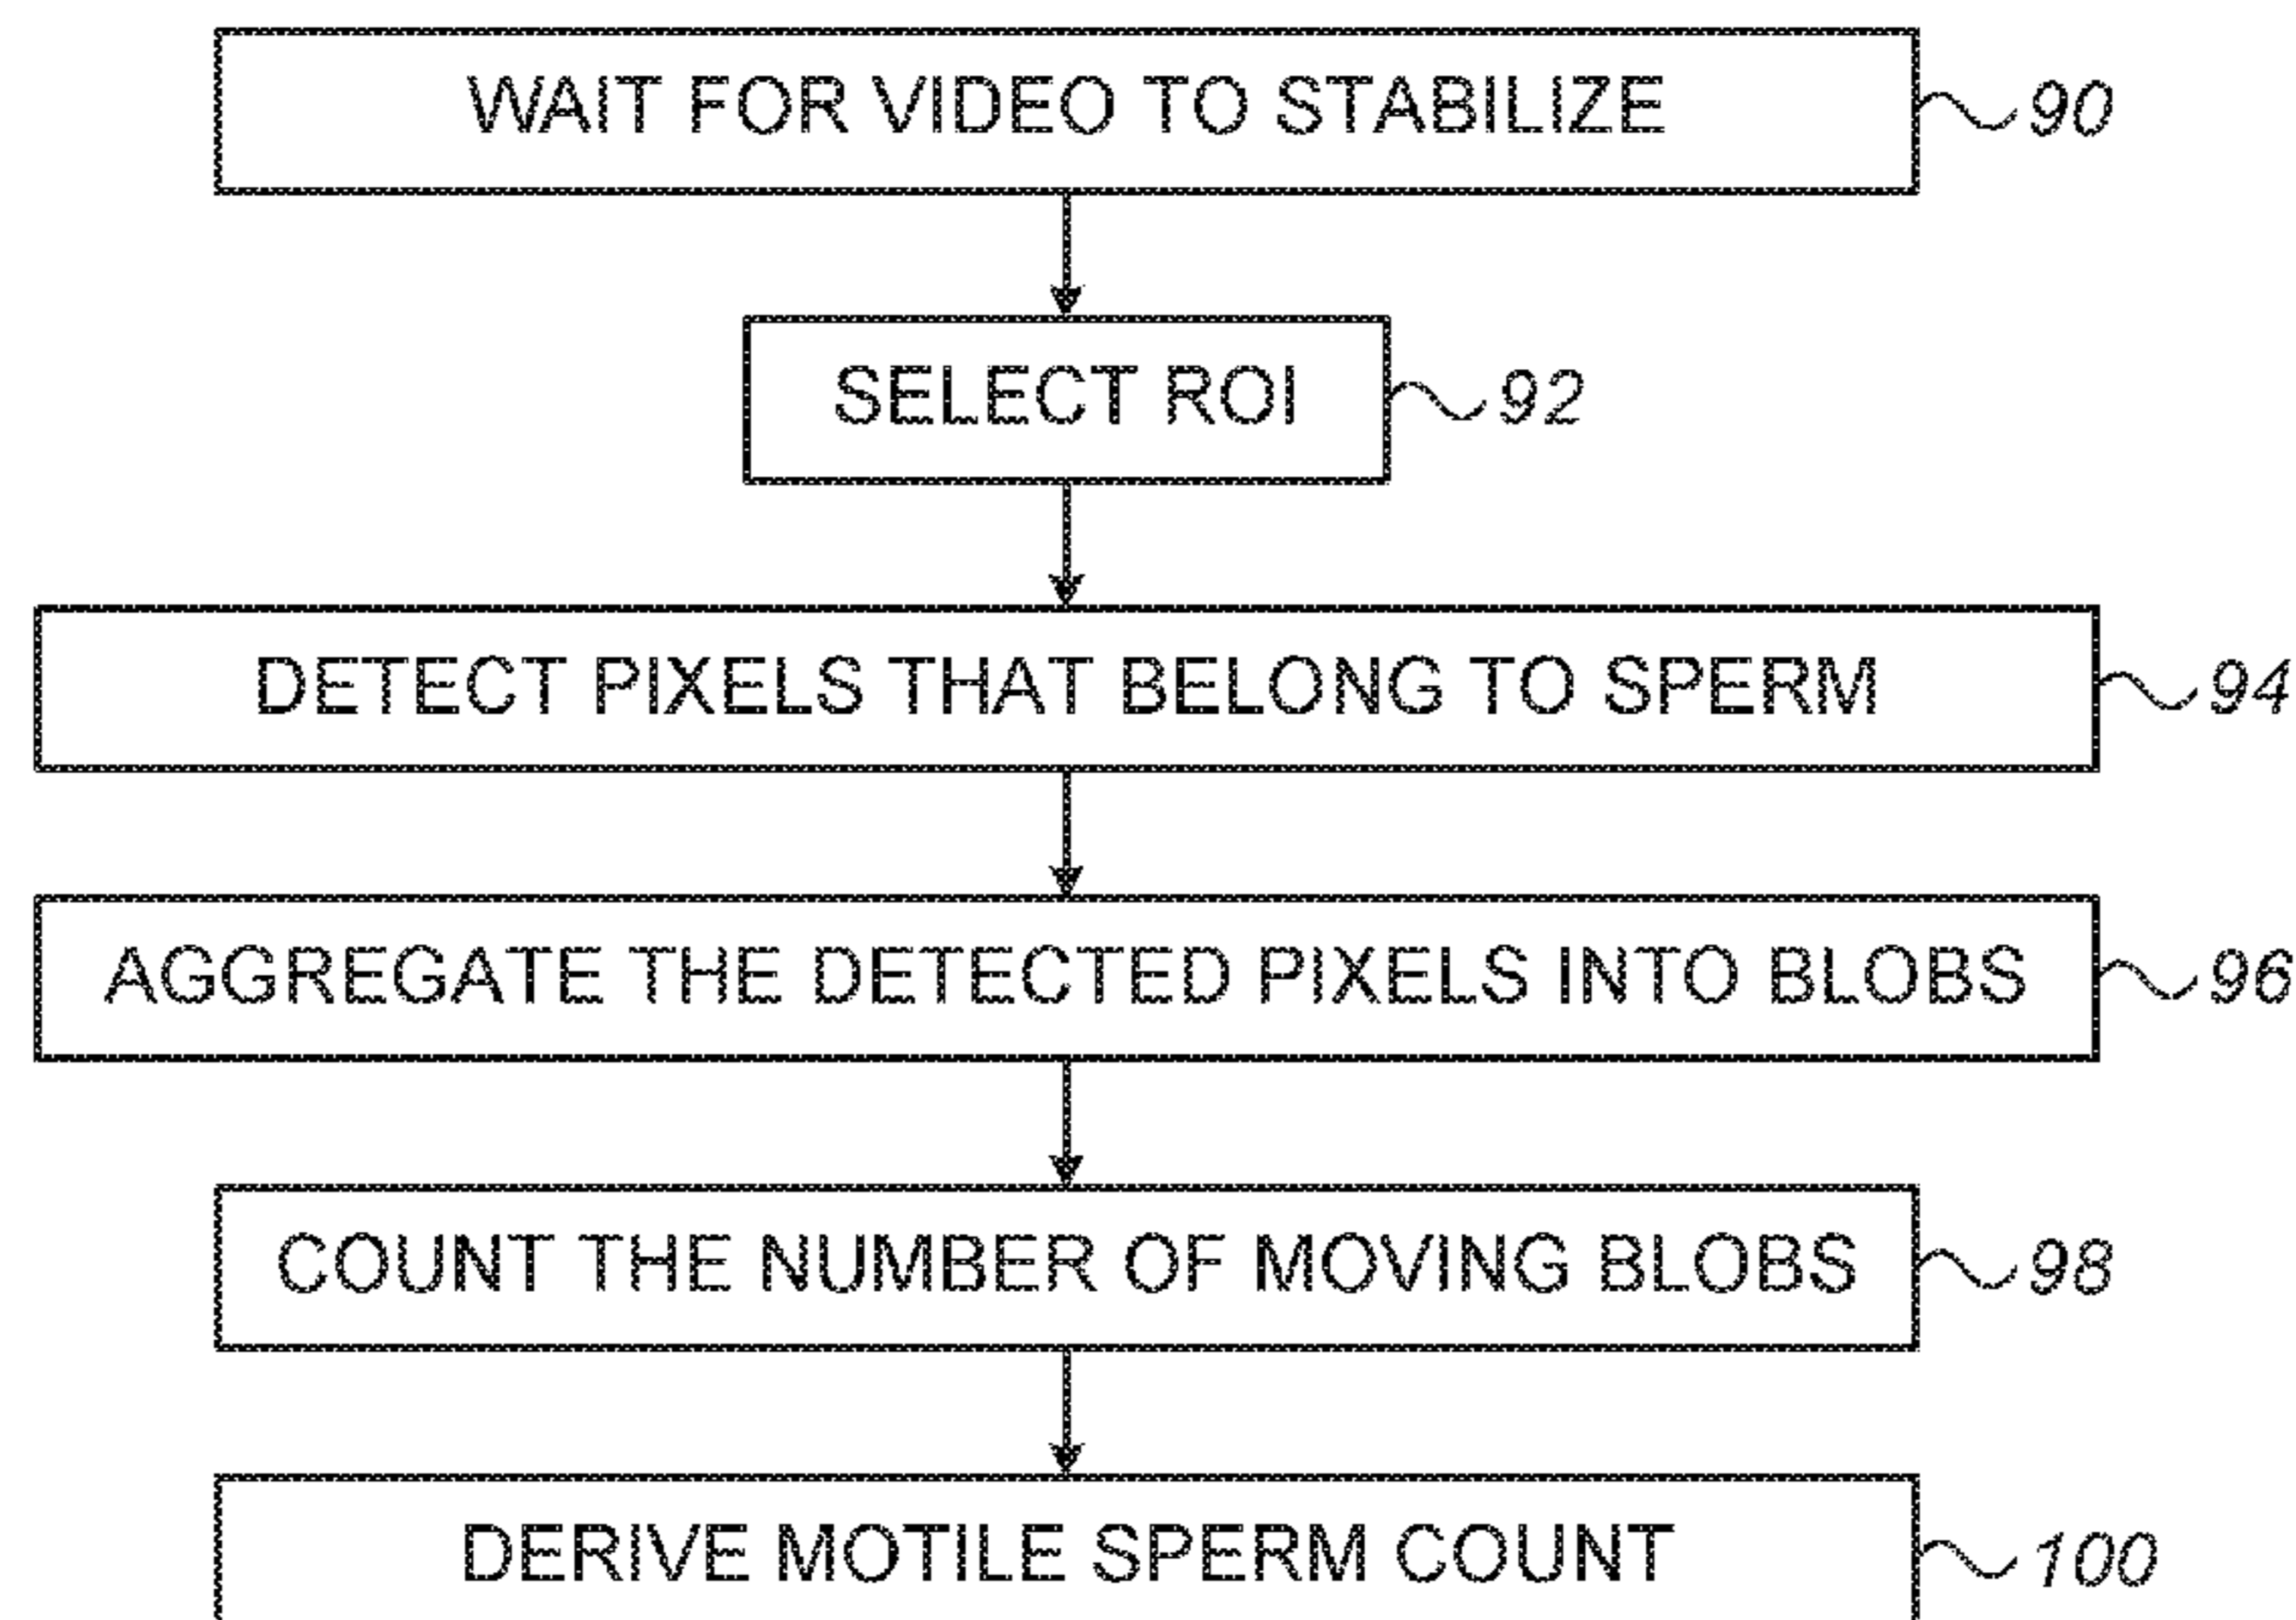 WAIT FOR VIDEO TO STABILIZE 90
SELECT ROI 92
DETECT PIXELS THAT BELONG TO SPERM 94
AGGREGATE THE DETECTED PIXELS INTO BLOBS 96
COUNT THE NUMBER OF MOVING BLOBS 98
DERIVE MOTILE SPERM COUNT 100